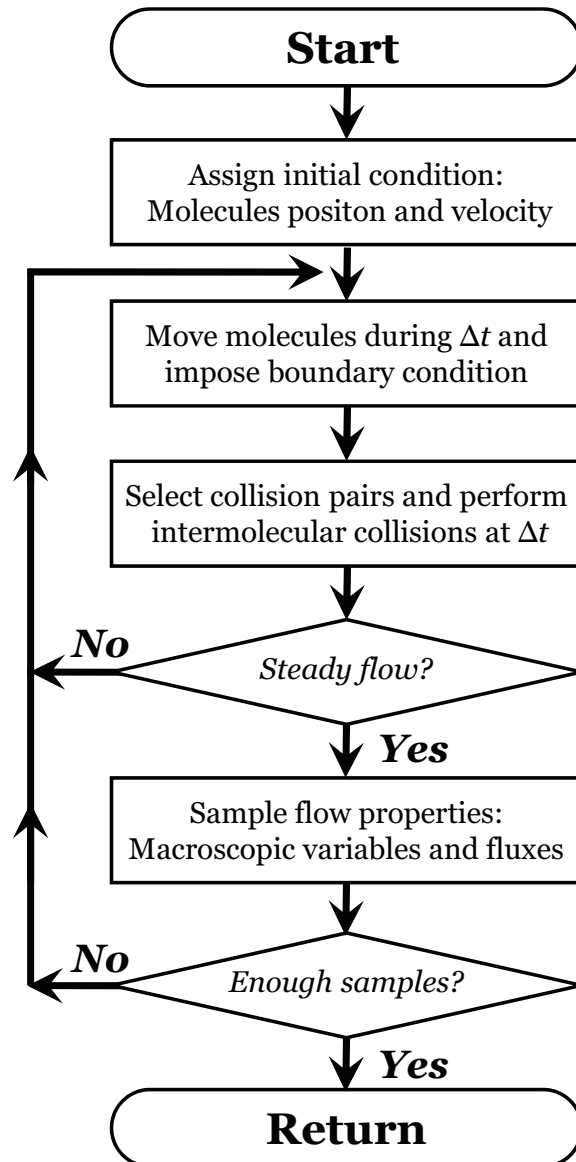 Start
Assign initial condition:
Molecules positon and velocity
Move molecules during Δt and
impose boundary condition
Select collision pairs and perform
intermolecular collisions at Δt
No
Steady flow?
Yes
Sample flow properties:
Macroscopic variables and fluxes
No
Enough samples?
Yes
Return